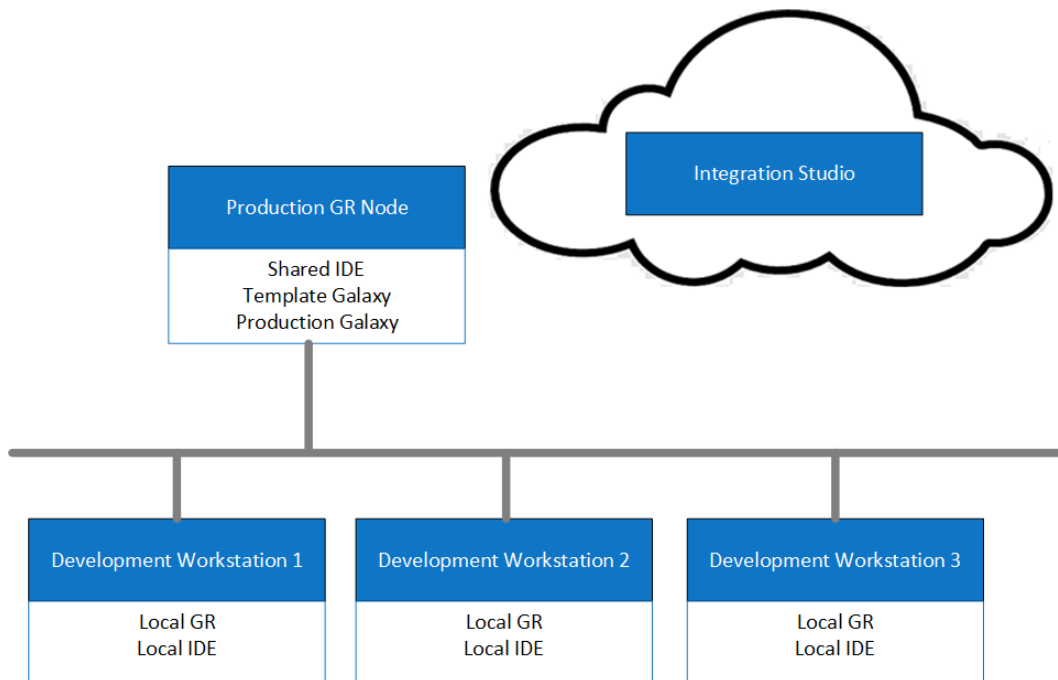 Integration Studio
Production GR Node
Shared IDE
Template Galaxy
Production Galaxy
Development Workstation 1
Local GR
Local IDE
Development Workstation 2
Local GR
Local IDE
Development Workstation 3
Local GR
Local IDE